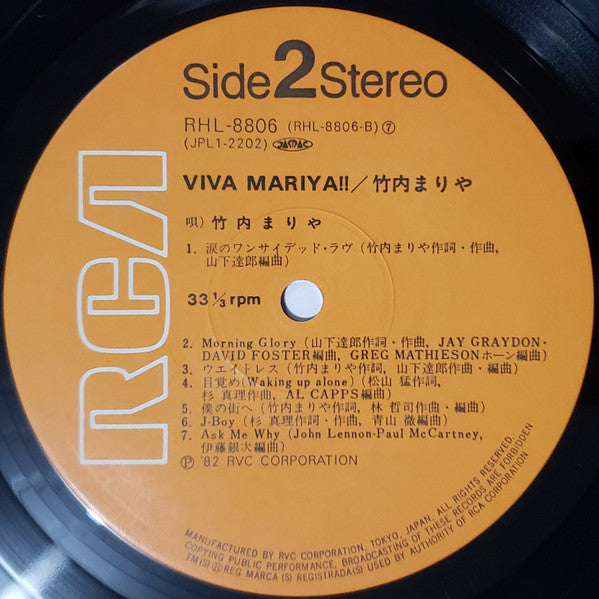 Side 2 Stereo
RHL-8806 (RHL-8806-B) ⑦
(JPL1-2202) JASRAC
VIVA MARIYA!!／竹内まりや
唄) 竹内まりや
1. 涙のワンサイデッド・ラヴ (竹内まりや作詞・作曲,
山下達郎編曲)
33 1/3 rpm
2. Morning Glory (山下達郎作詞・作曲, JAY GRAYDON・
DAVID FOSTER編曲, GREG MATHIESONホーン編曲)
3. ウエイトレス (竹内まりや作詞, 山下達郎作曲・編曲)
4. 目覚め(Waking up alone) (松山 猛作詞,
杉 真理作曲, AL CAPPS編曲)
5. 僕の街へ (竹内まりや作詞, 林 哲司作曲・編曲)
6. J-Boy (杉 真理作詞・作曲, 青山 徹編曲)
7. Ask Me Why (John Lennon-Paul McCartney,
伊藤銀次編曲)
Ⓟ '82 RVC CORPORATION
RCA
MANUFACTURED BY RVC CORPORATION, TOKYO, JAPAN. ALL RIGHTS RESERVED.
COPYING PUBLIC PERFORMANCE, BROADCASTING OF THESE RECORDS ARE FORBIDDEN
TM(S) ® REG MARCA (S) REGISTRADA(S) USED BY AUTHORITY OF RCA CORPORATION